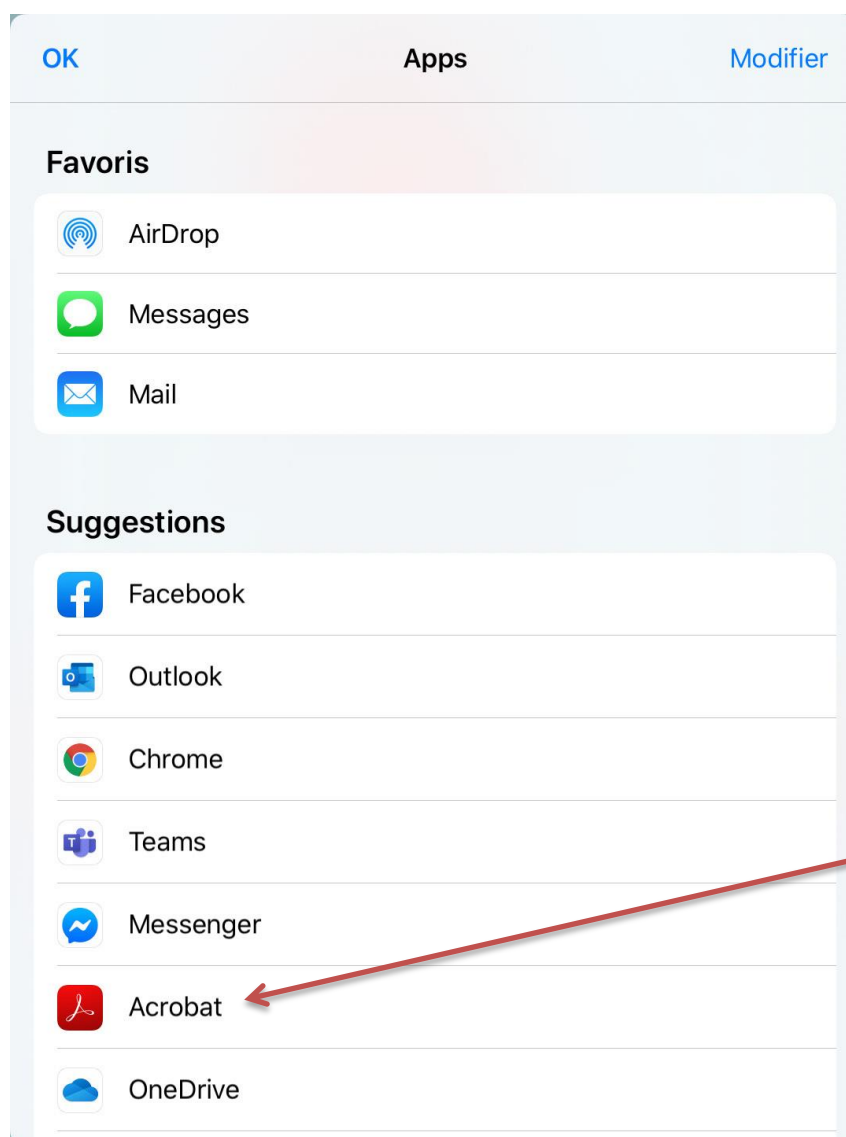 OK Apps Modifier
Favoris
AirDrop
Messages
Mail
Suggestions
Facebook
Outlook
Chrome
Teams
Messenger
Acrobat
OneDrive